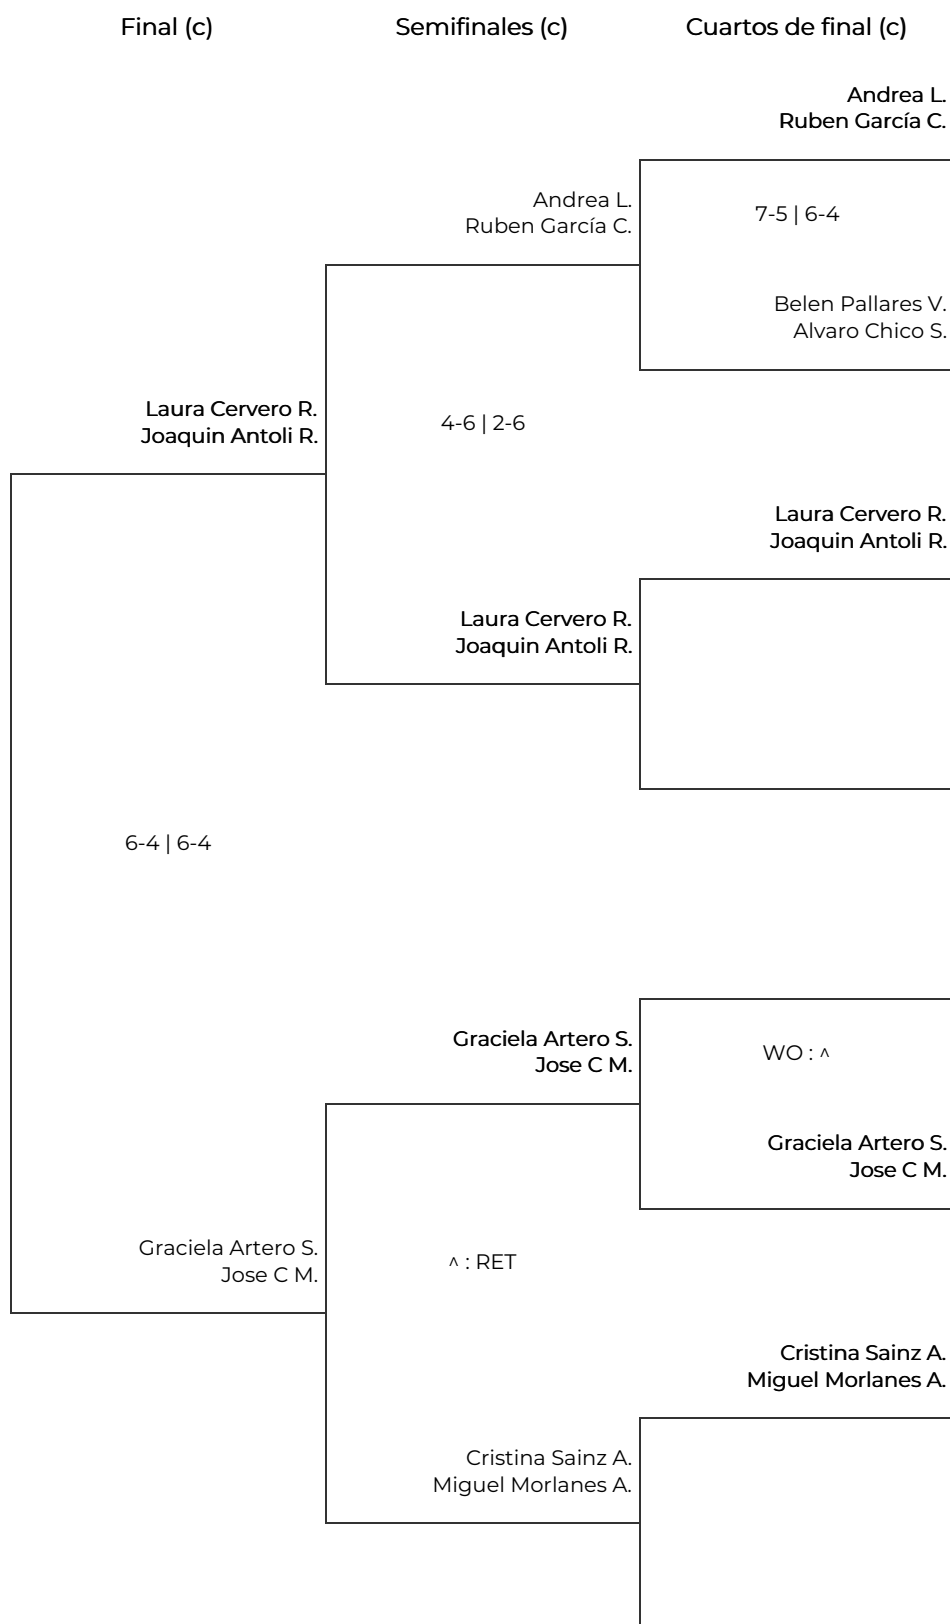 Final (c)
Semifinales (c)
Cuartos de final (c)
Andrea L.
Ruben García C.
Andrea L.
Ruben García C.
7-5 | 6-4
Belen Pallares V.
Alvaro Chico S.
Laura Cervero R.
Joaquin Antoli R.
4-6 | 2-6
Laura Cervero R.
Joaquin Antoli R.
Laura Cervero R.
Joaquin Antoli R.
6-4 | 6-4
Graciela Artero S.
Jose C M.
WO : ^
Graciela Artero S.
Jose C M.
Graciela Artero S.
Jose C M.
^ : RET
Cristina Sainz A.
Miguel Morlanes A.
Cristina Sainz A.
Miguel Morlanes A.